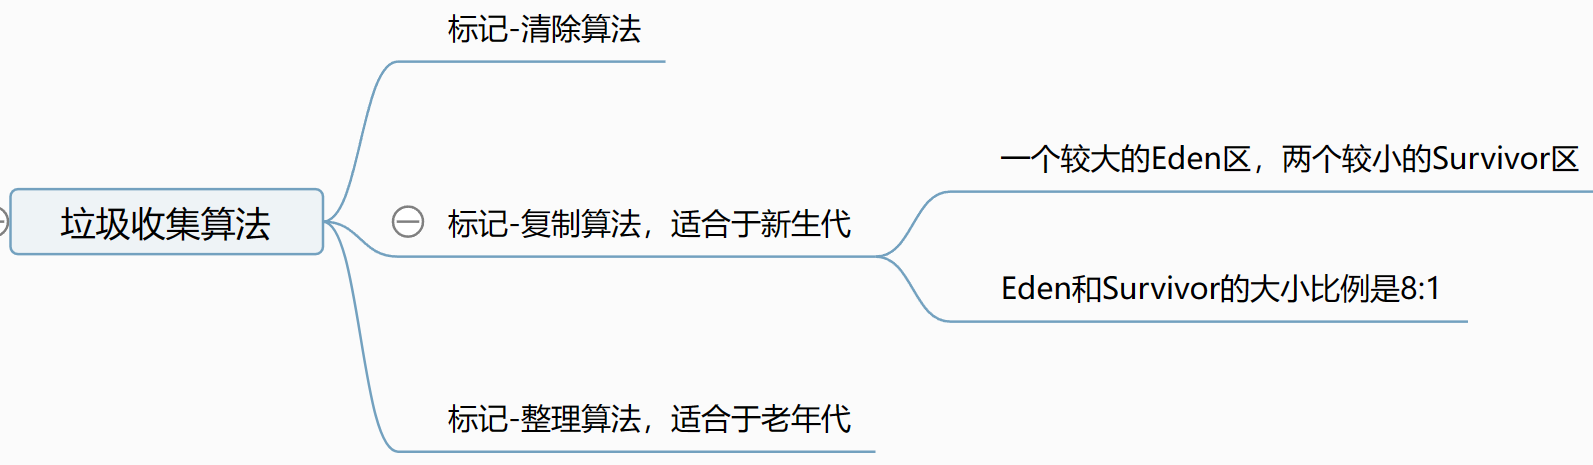 标记-清除算法
一个较大的Eden区，两个较小的Survivor区
垃圾收集算法
标记-复制算法，适合于新生代
Eden和Survivor的大小比例是8:1
标记-整理算法，适合于老年代